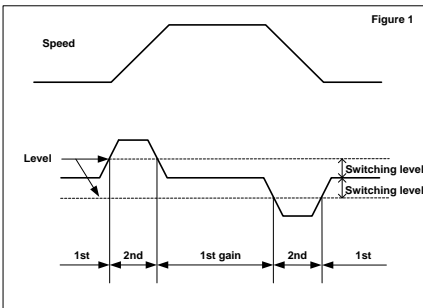 Figure 1
Speed
Level
Switching level
Switching level
1st 2nd 1st gain 2nd 1st